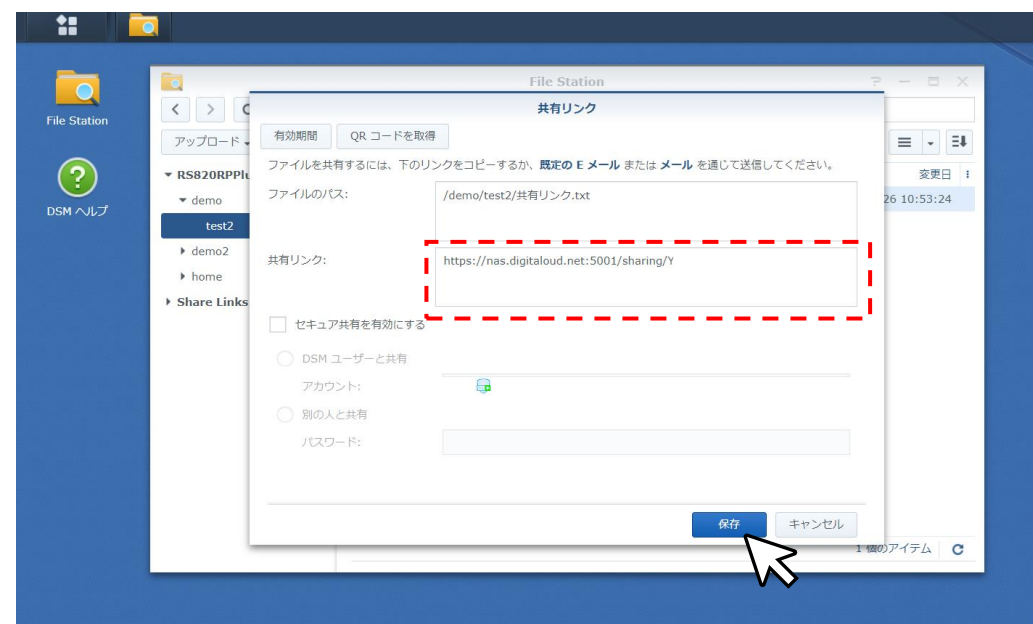 File Station
共有リンク
File Station
有効期間 QR コードを取得
アップロード
ファイルを共有するには、下のリンクをコピーするか、既定の E メール または メール を通して送信してください。
RS820RPPlu
変更日
ファイルのパス: /demo/test2/共有リンク.txt
demo
26 10:53:24
DSM ヘルプ
test2
demo2
共有リンク: https://nas.digitaloud.net:5001/sharing/Y
home
Share Links
セキュア共有を有効にする
DSM ユーザーと共有
アカウント:
別の人と共有
パスワード:
保存 キャンセル
1 個のアイテム